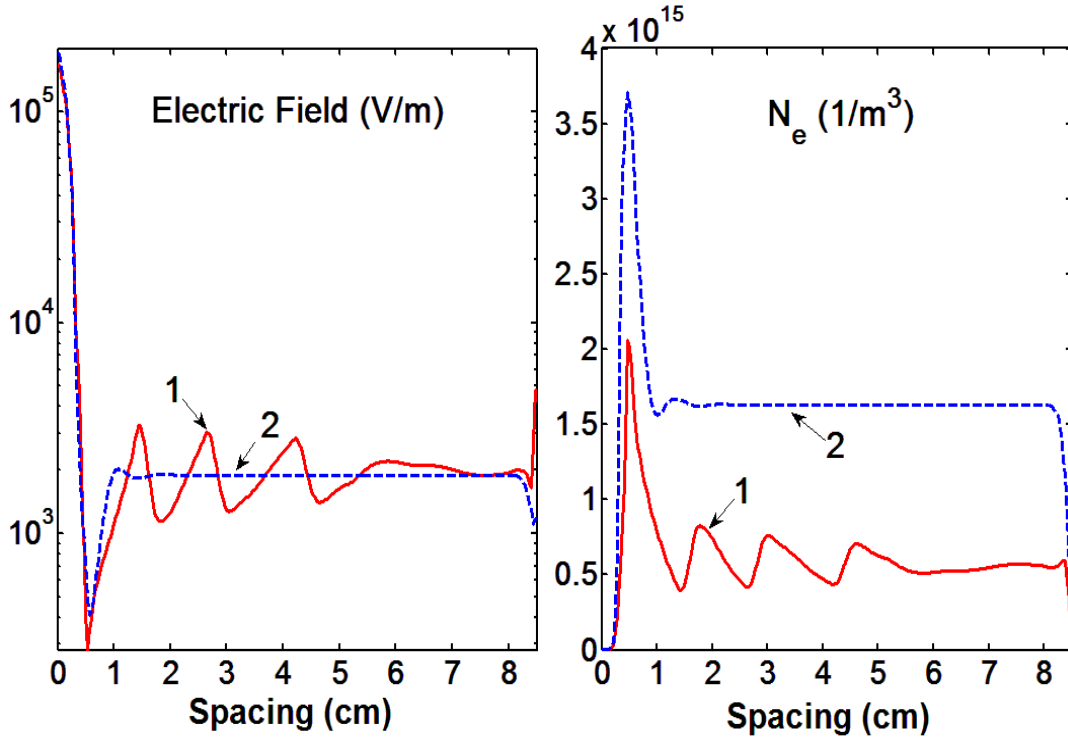 Electric Field (V/m)
10^5
10^4
10^3
1
2
0 1 2 3 4 5 6 7 8
Spacing (cm)
x 10^15
N_e (1/m^3)
4
3.5
3
2.5
2
1.5
1
0.5
0
2
1
0 1 2 3 4 5 6 7 8
Spacing (cm)